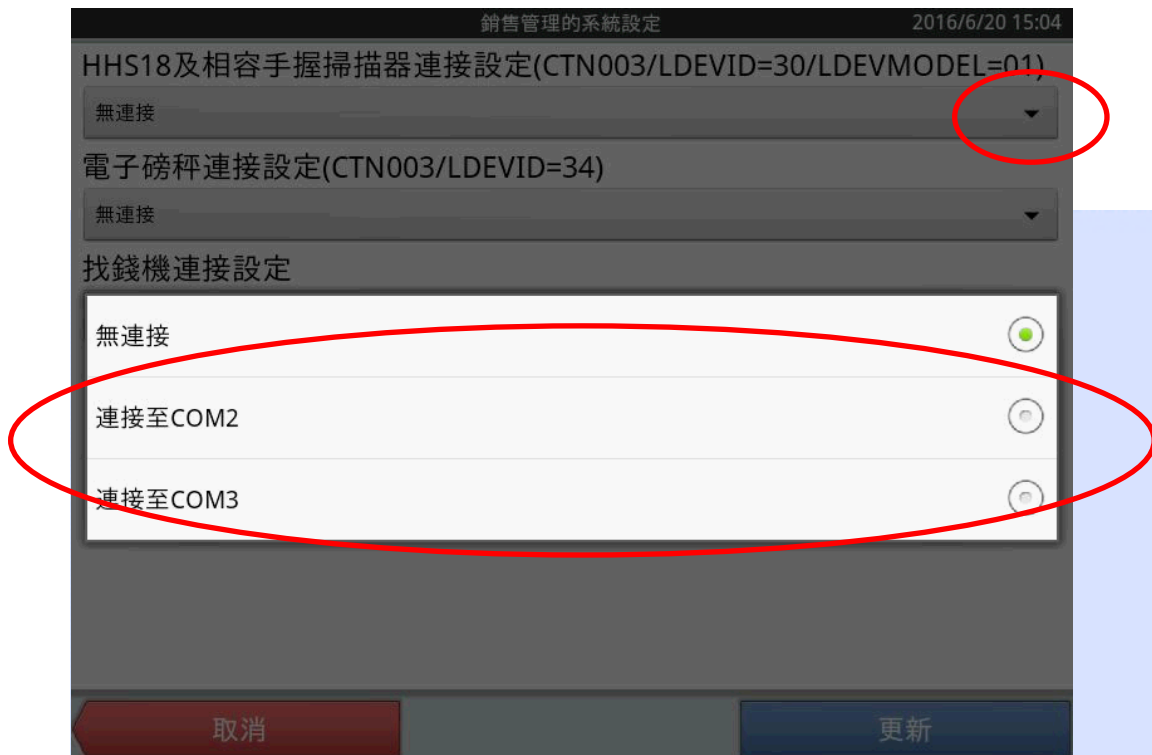 銷售管理的系統設定 2016/6/20 15:04
HHS18及相容手握掃描器連接設定(CTN003/LDEVID=30/LDEVMODEL=01)
無連接
電子磅秤連接設定(CTN003/LDEVID=34)
無連接
找錢機連接設定
無連接
連接至COM2
連接至COM3
取消 更新